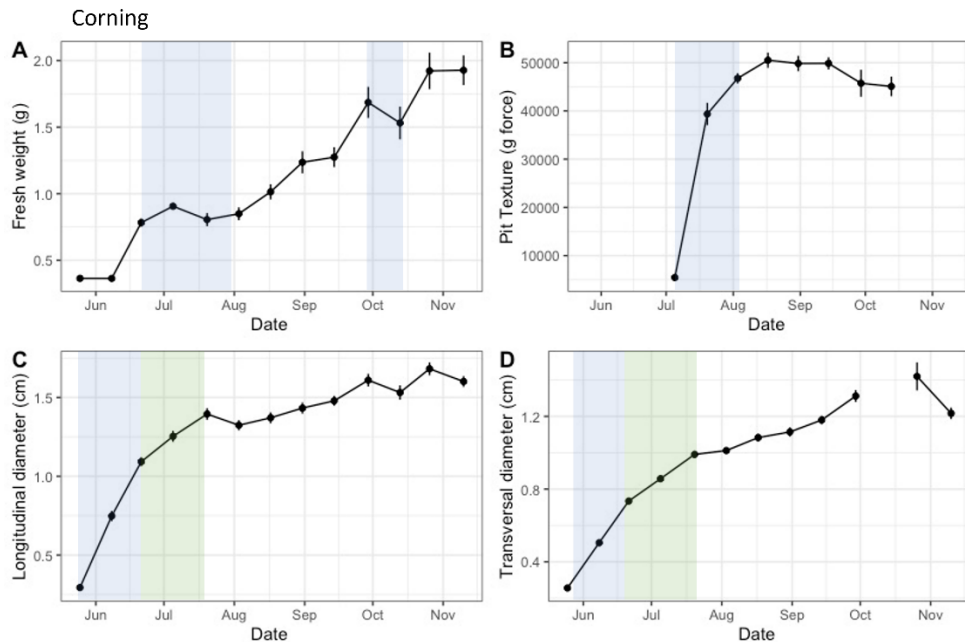 Corning
A
Fresh weight (g)
2.0
1.5
1.0
0.5
Jun Jul Aug Sep Oct Nov
Date
B
Pit Texture (g force)
50000
40000
30000
20000
10000
Jun Jul Aug Sep Oct Nov
Date
C
Longitudinal diameter (cm)
1.5
1.0
0.5
Jun Jul Aug Sep Oct Nov
Date
D
Transversal diameter (cm)
1.2
0.8
0.4
Jun Jul Aug Sep Oct Nov
Date